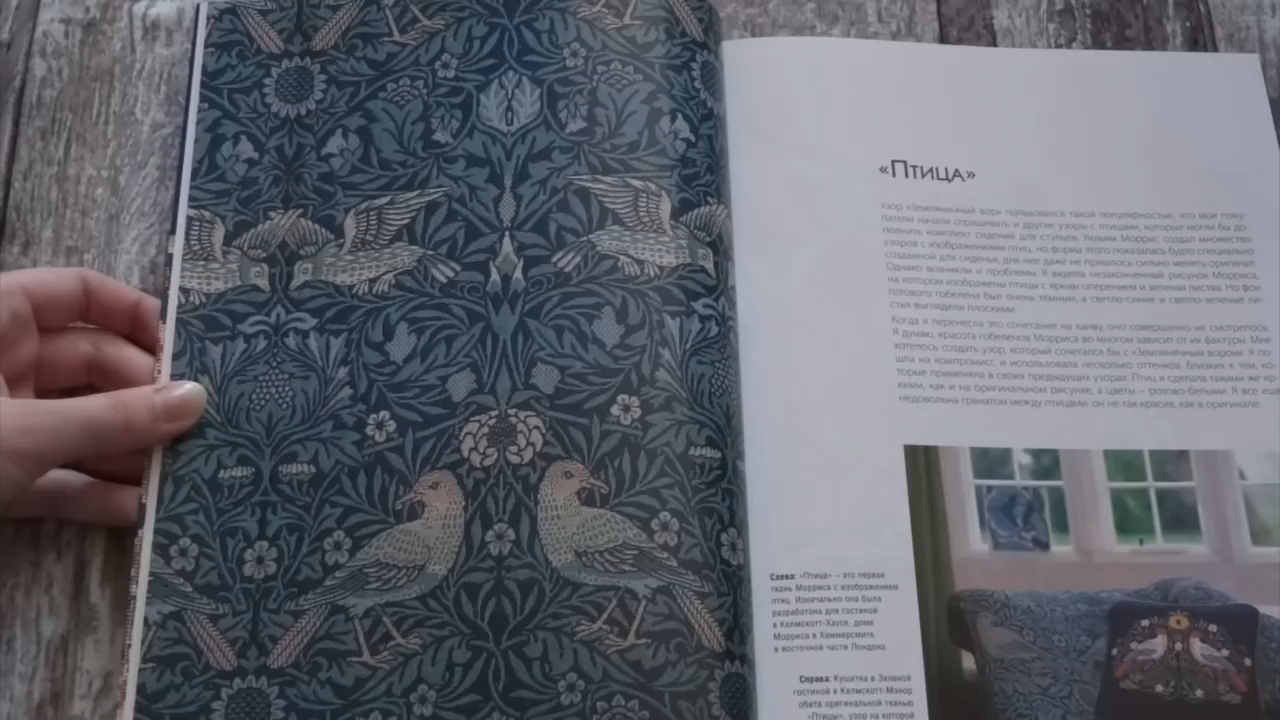 «Птица»
Узор «Земляничный вор» пользовался такой популярностью, что мои поку-
патели начали спрашивать и другие узоры с птицами, которые могли бы до-
полнить комплект сидений для стульев. Уильям Моррис создал множество
узоров с изображениями птиц, но форма этого показалась будто специально
созданной для сиденья, для нее даже не пришлось сильно менять оригинал.
Однако возникли и проблемы. Я видела незаконченный рисунок Морриса,
на котором изображены птицы с ярким оперением и зеленая листва. Но фон
готового гобелена был очень темным, а светло-синие и светло-зеленые ли-
стья выглядели плоскими.
Когда я перенесла это сочетание на канву, оно совершенно не смотрелось.
Я думаю, красота гобеленов Морриса во многом зависит от их фактуры. Мне
хотелось создать узор, который сочетался бы с «Земляничным вором». Я по-
шла на компромисс и использовала несколько оттенков, близких к тем, ко-
торые применяла в своих предыдущих узорах. Птиц я сделала такими же яр-
кими, как и на оригинальном рисунке, а цветы – розово-белыми. Я все еще
недовольна гранатом между птицами: он не так красив, как в оригинале.
Слева: «Птица» – это первая
ткань Морриса с изображением
птиц. Изначально она была
разработана для гостиной
в Келмскотт-Хаусе, доме
Морриса в Хаммерсмите,
в восточной части Лондона.
Справа: Кушетка в Зеленой
гостиной в Келмскотт-Манор
обита оригинальной тканью
«Птицы», узор на которой